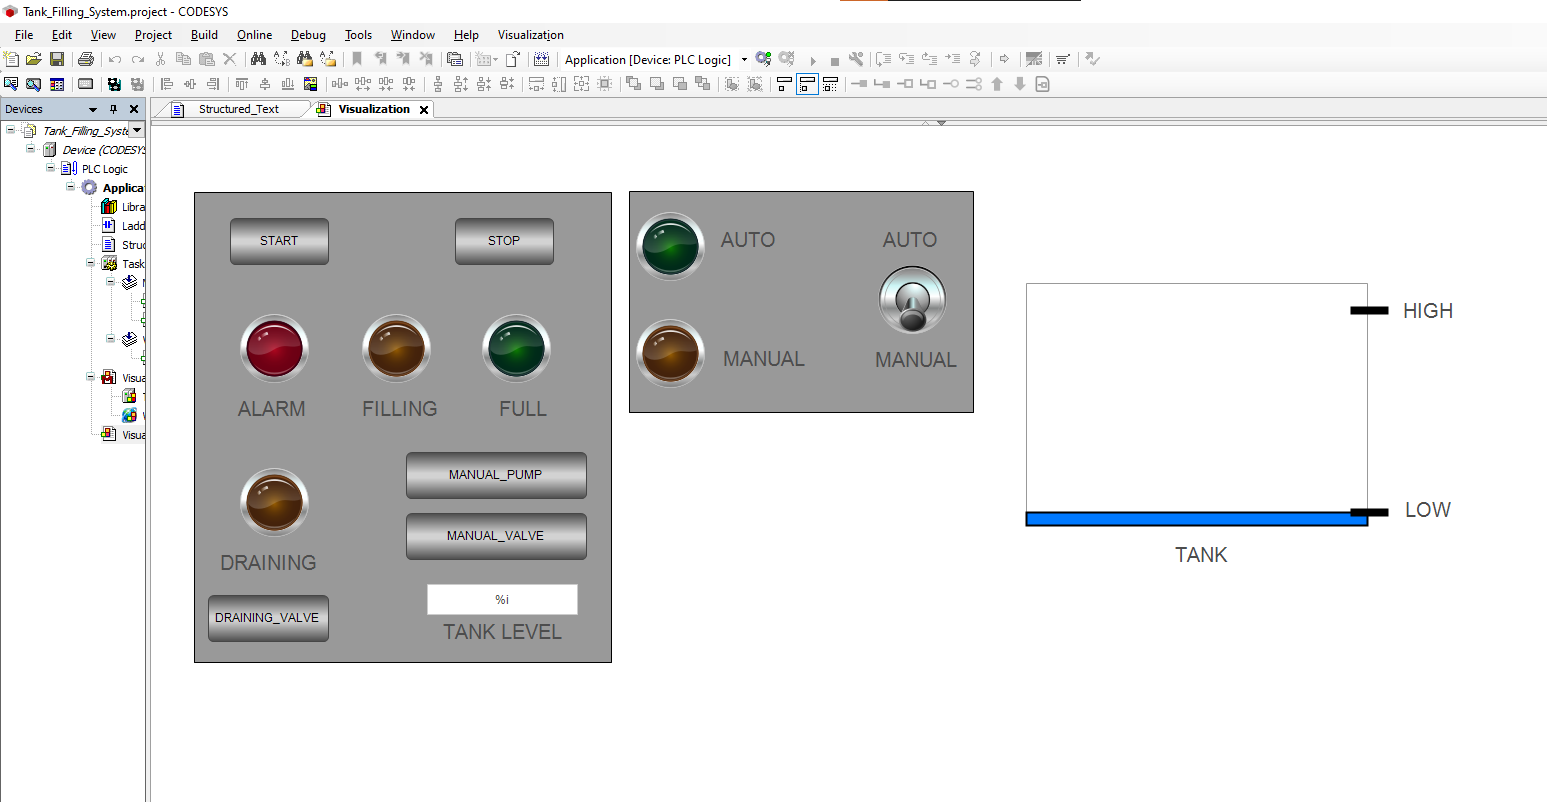 Tank_Filling_System.project - CODESYS
File Edit View Project Build Online Debug Tools Window Help Visualization
Application [Device: PLC Logic]
Devices
Structured_Text
Visualization
Tank_Filling_Syste
Device (CODESYS
PLC Logic
Applica
Libra
Ladd
Struc
Task
Visua
Visua
START
STOP
ALARM
FILLING
FULL
DRAINING
MANUAL_PUMP
MANUAL_VALVE
DRAINING_VALVE
%i
TANK LEVEL
AUTO
MANUAL
AUTO
MANUAL
HIGH
LOW
TANK